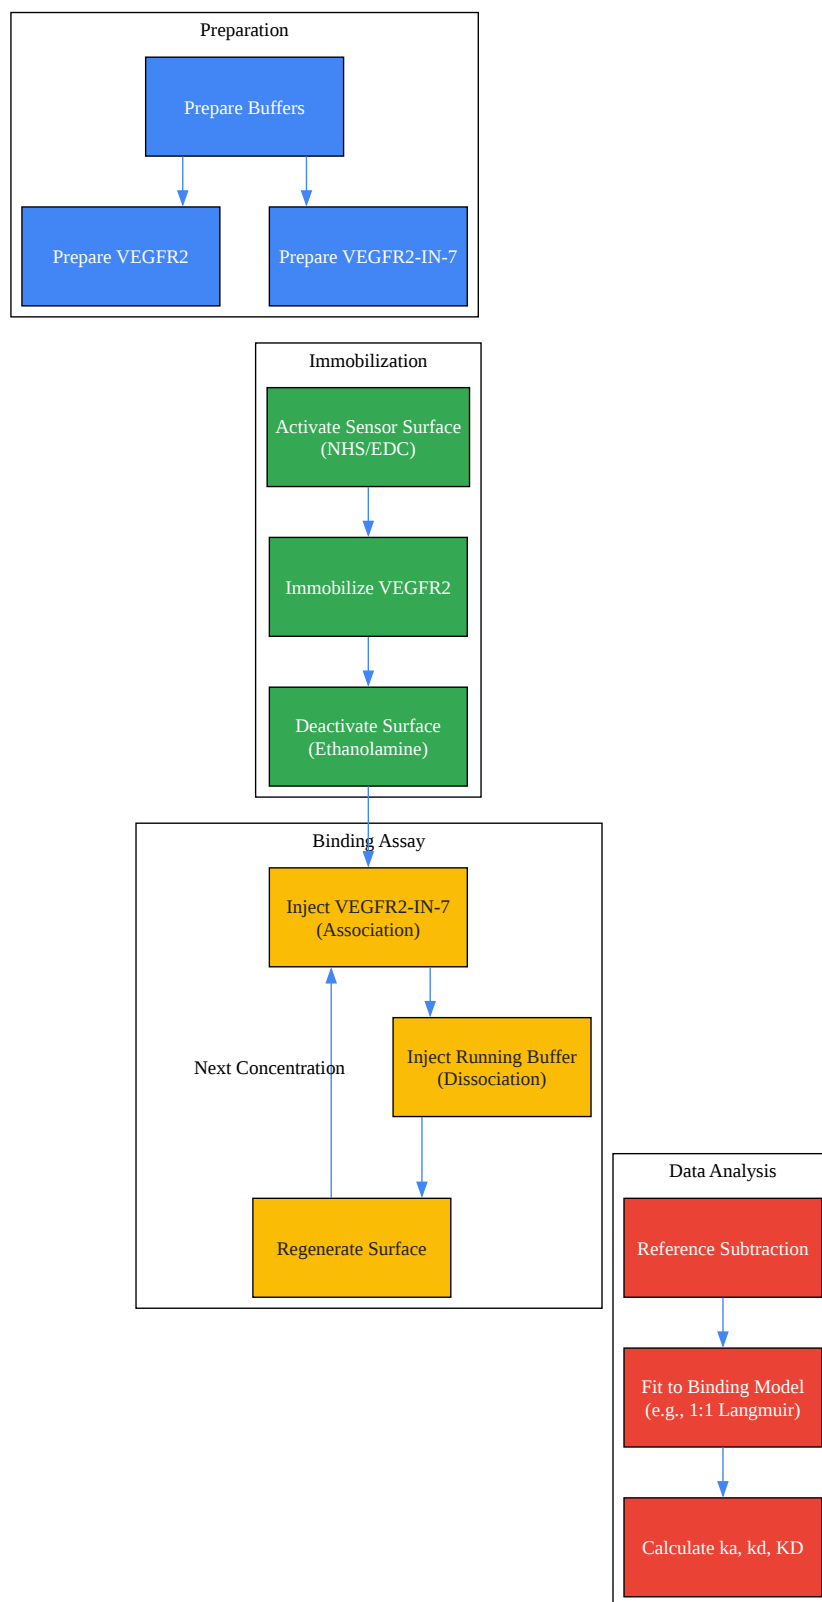 Preparation
Prepare Buffers
Prepare VEGFR2
Prepare VEGFR2-IN-7
Immobilization
Activate Sensor Surface
(NHS/EDC)
Immobilize VEGFR2
Deactivate Surface
(Ethanolamine)
Binding Assay
Inject VEGFR2-IN-7
(Association)
Inject Running Buffer
(Dissociation)
Next Concentration
Regenerate Surface
Data Analysis
Reference Subtraction
Fit to Binding Model
(e.g., 1:1 Langmuir)
Calculate ka, kd, KD